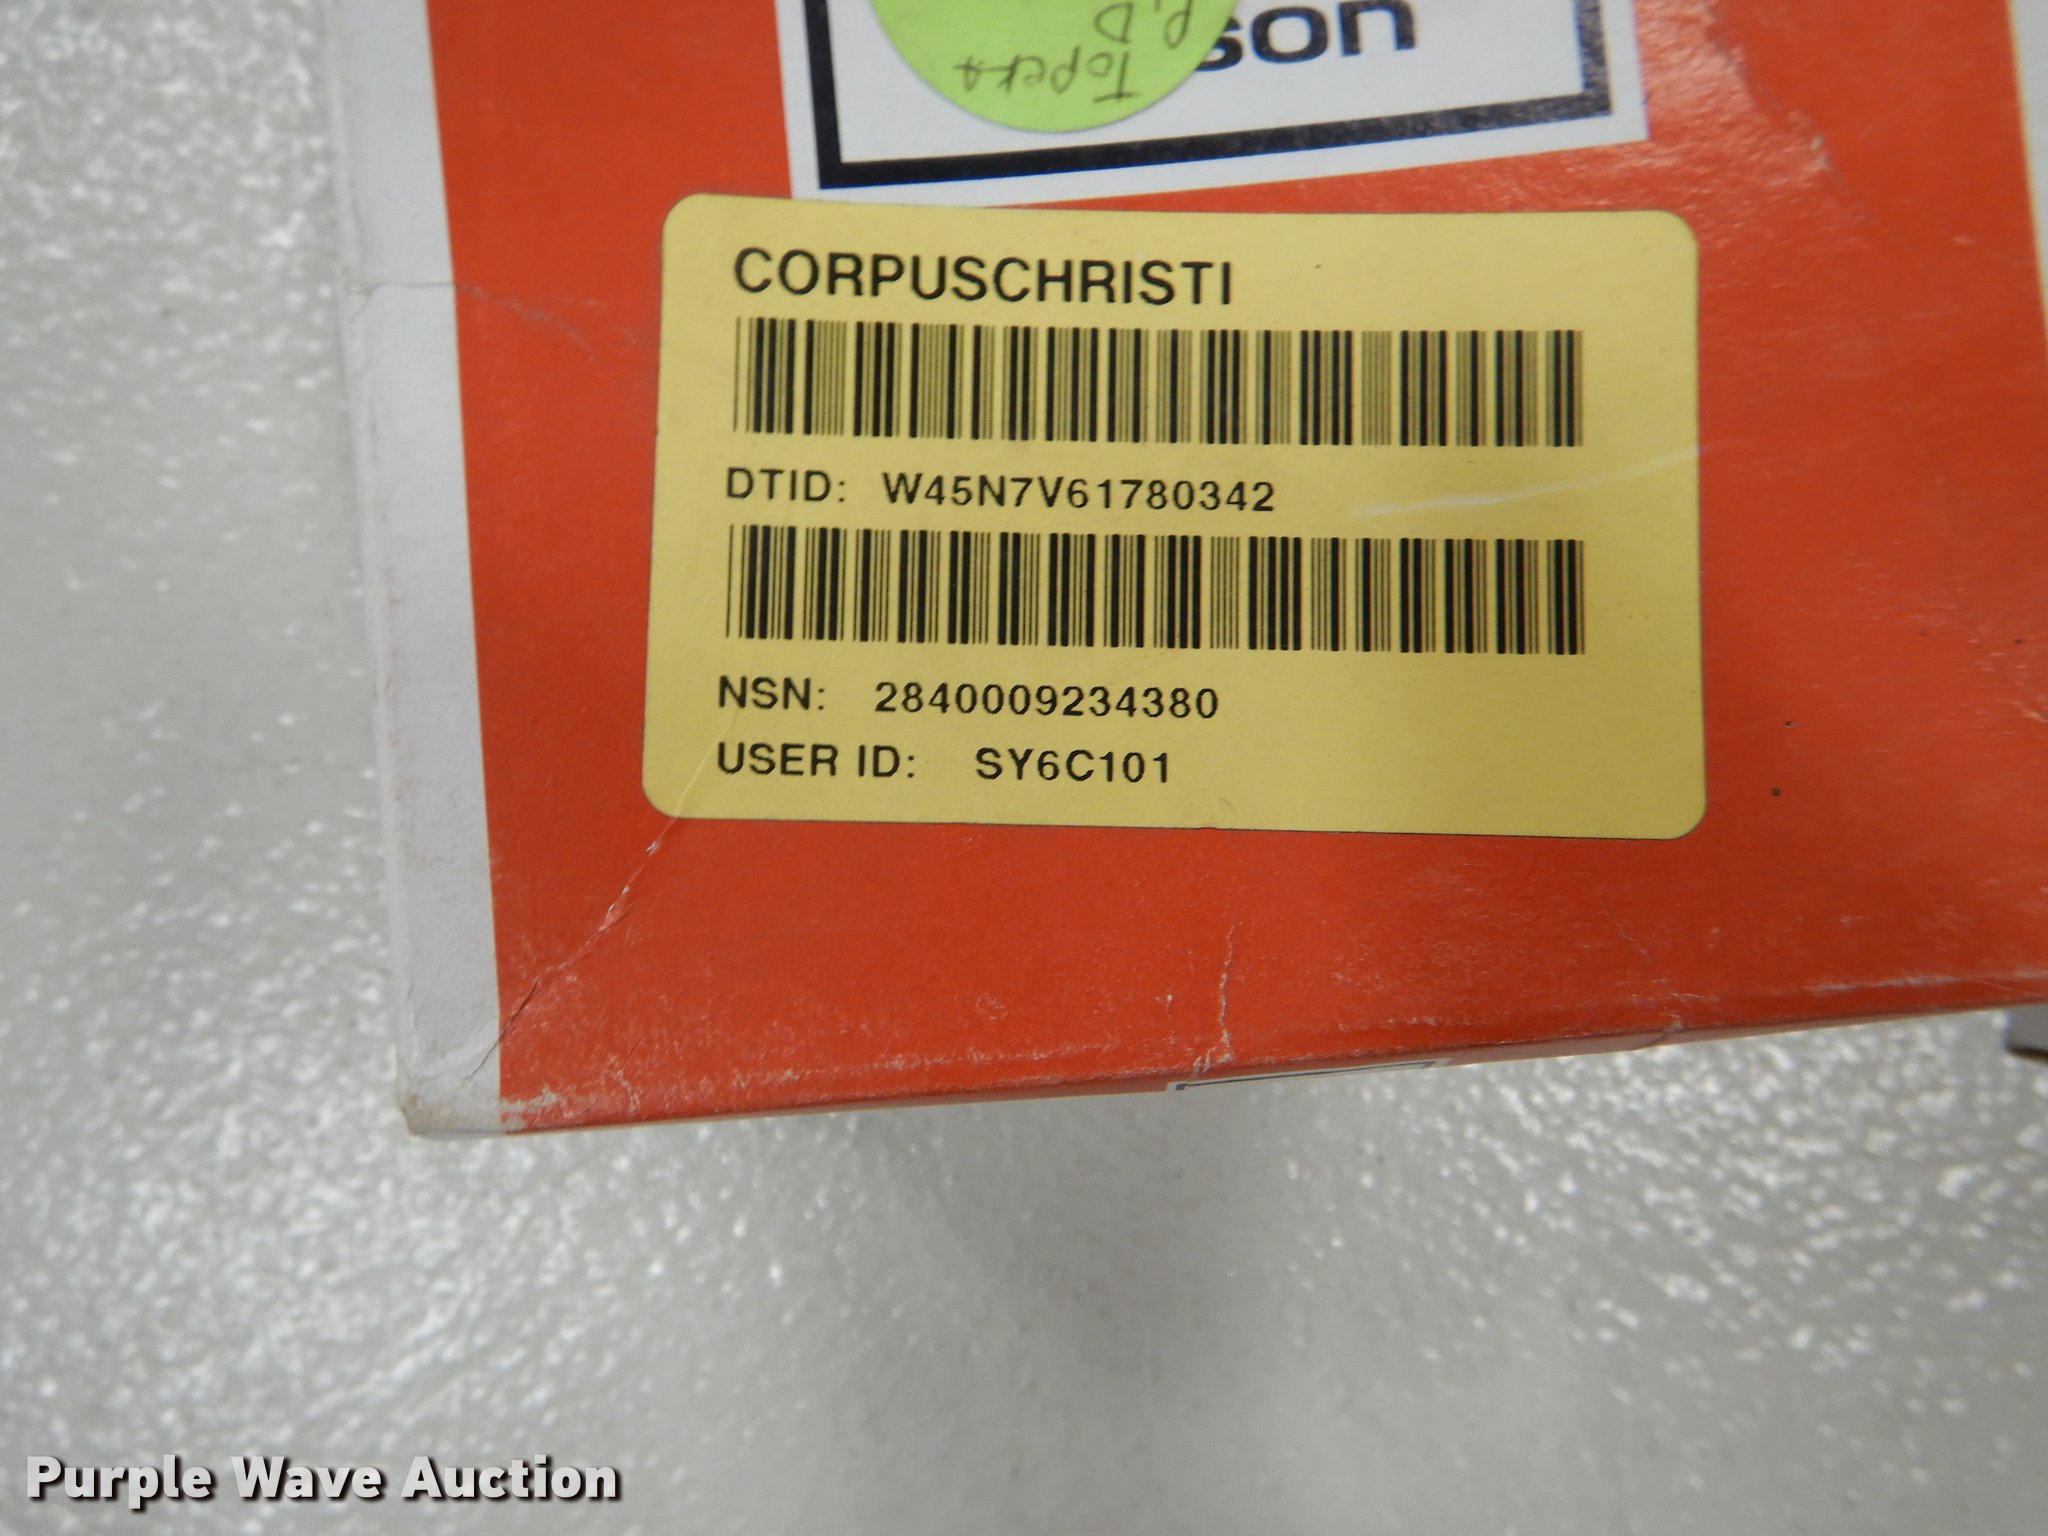 son
P.D
Topeka
CORPUSCHRISTI
DTID: W45N7V61780342
NSN: 2840009234380
USER ID: SY6C101
Purple Wave Auction